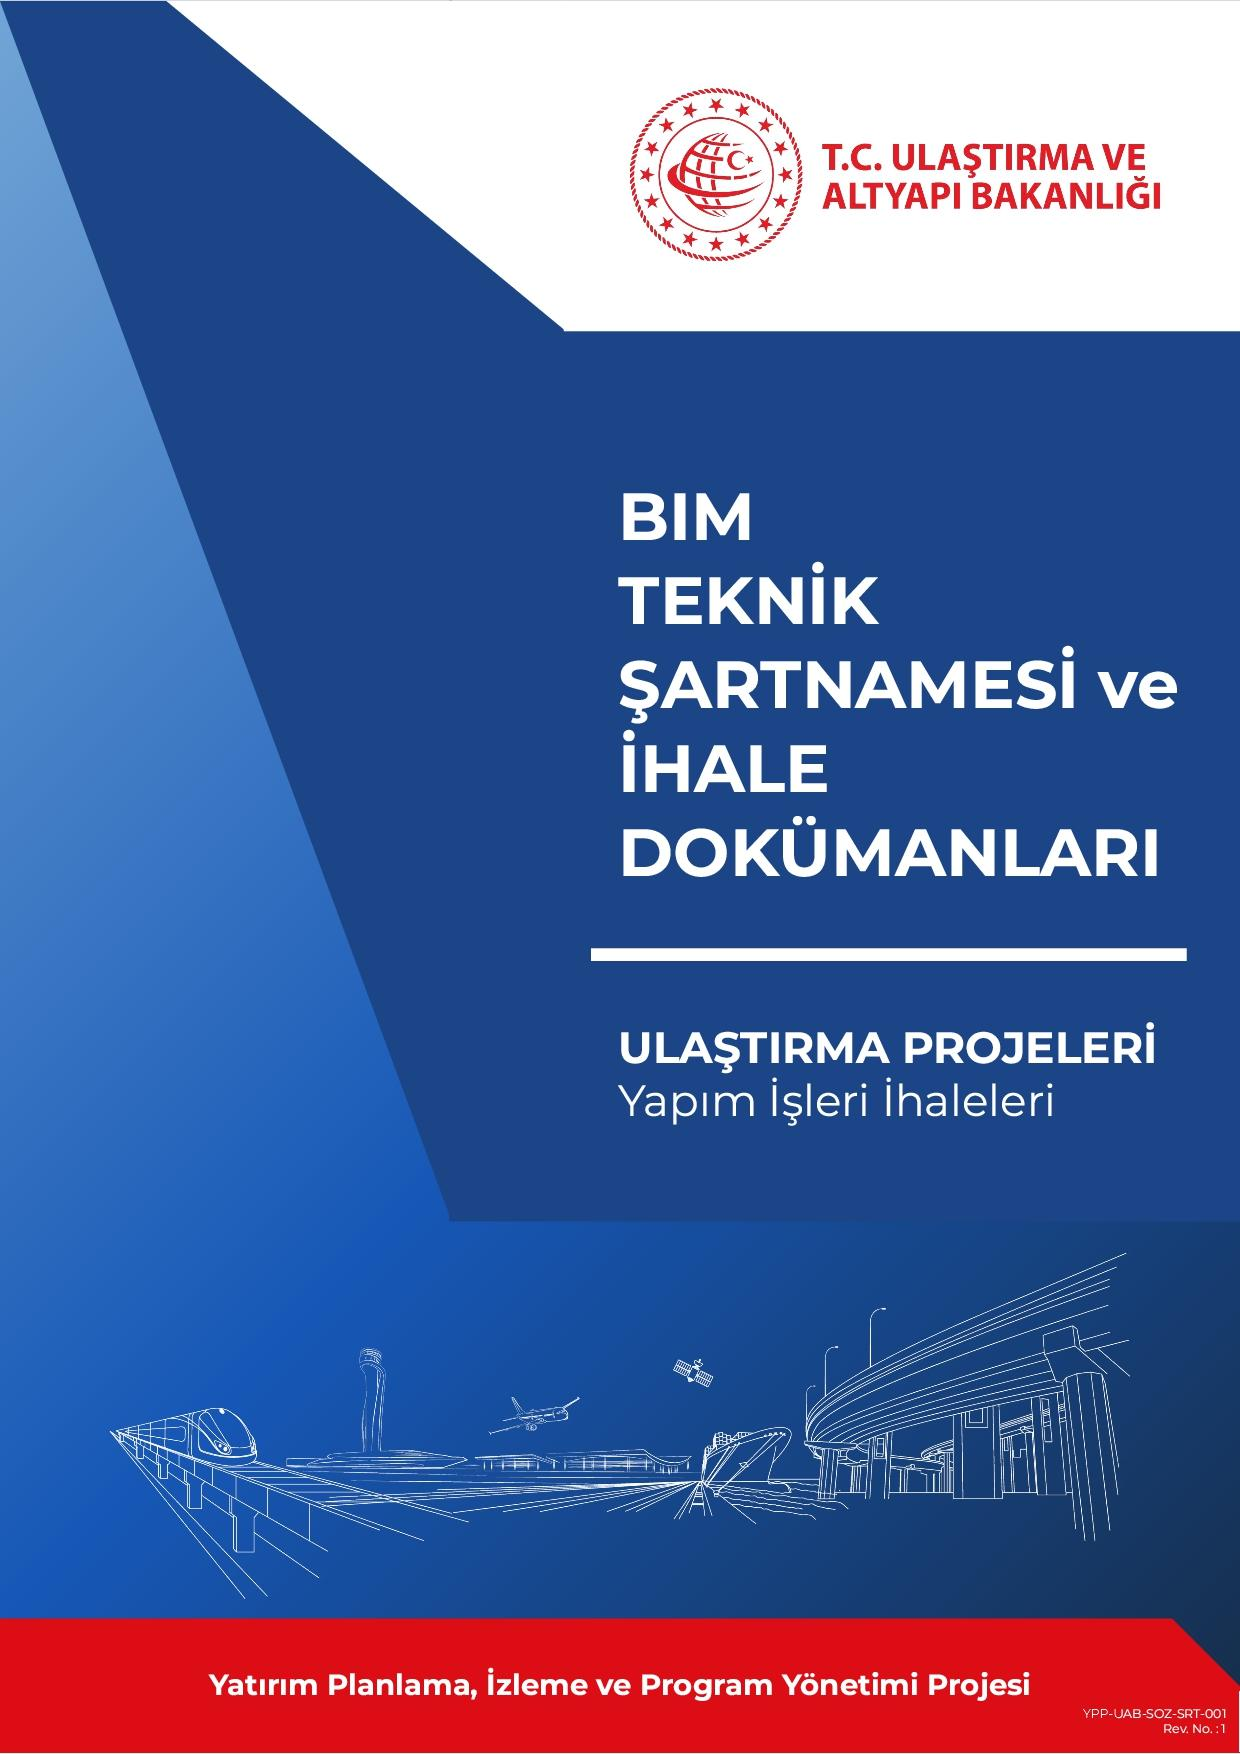 T.C. ULAŞTIRMA VE
ALTYAPI BAKANLIĞI
BIM
TEKNİK
ŞARTNAMESİ ve
İHALE
DOKÜMANLARI
ULAŞTIRMA PROJELERİ
Yapım İşleri İhaleleri
Yatırım Planlama, İzleme ve Program Yönetimi Projesi
YPP-UAB-SOZ-SRT-001
Rev. No. : 1